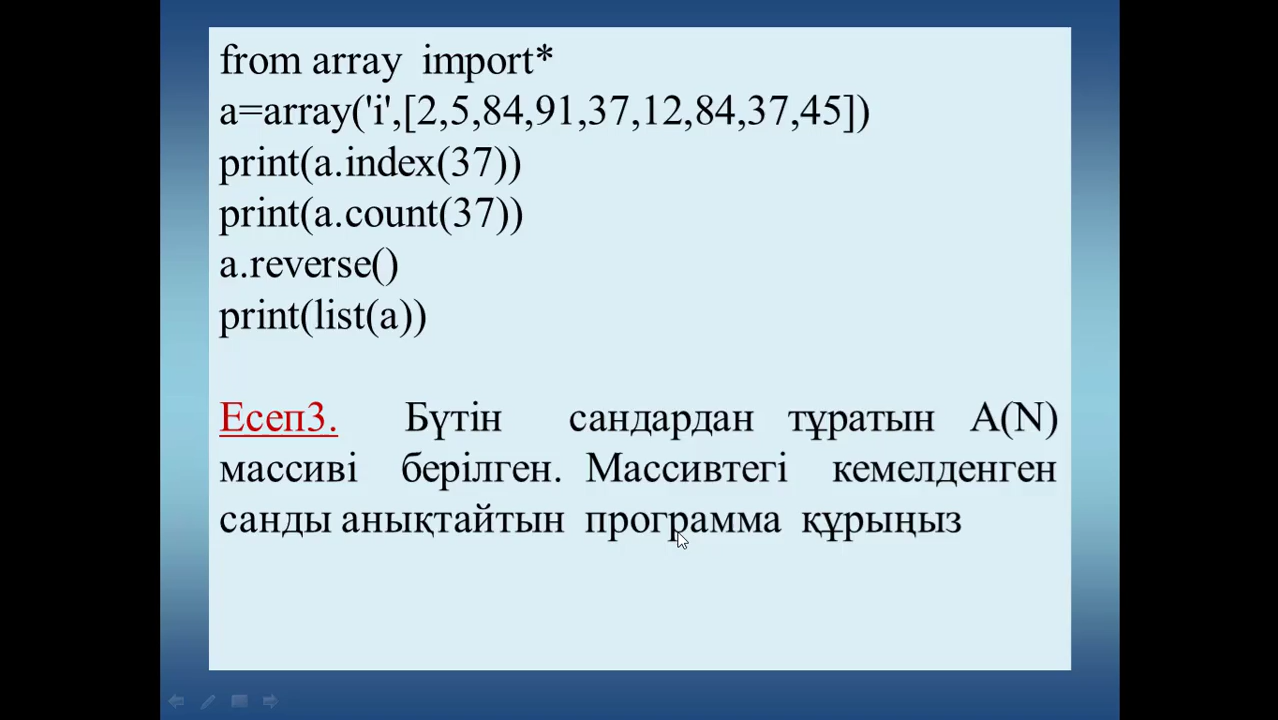 from array import*
a=array('i',[2,5,84,91,37,12,84,37,45])
print(a.index(37))
print(a.count(37))
a.reverse()
print(list(a))
Есеп3. Бүтін сандардан тұратын A(N)
массиві берілген. Массивтегі кемелденген
санды анықтайтын программа құрыңыз